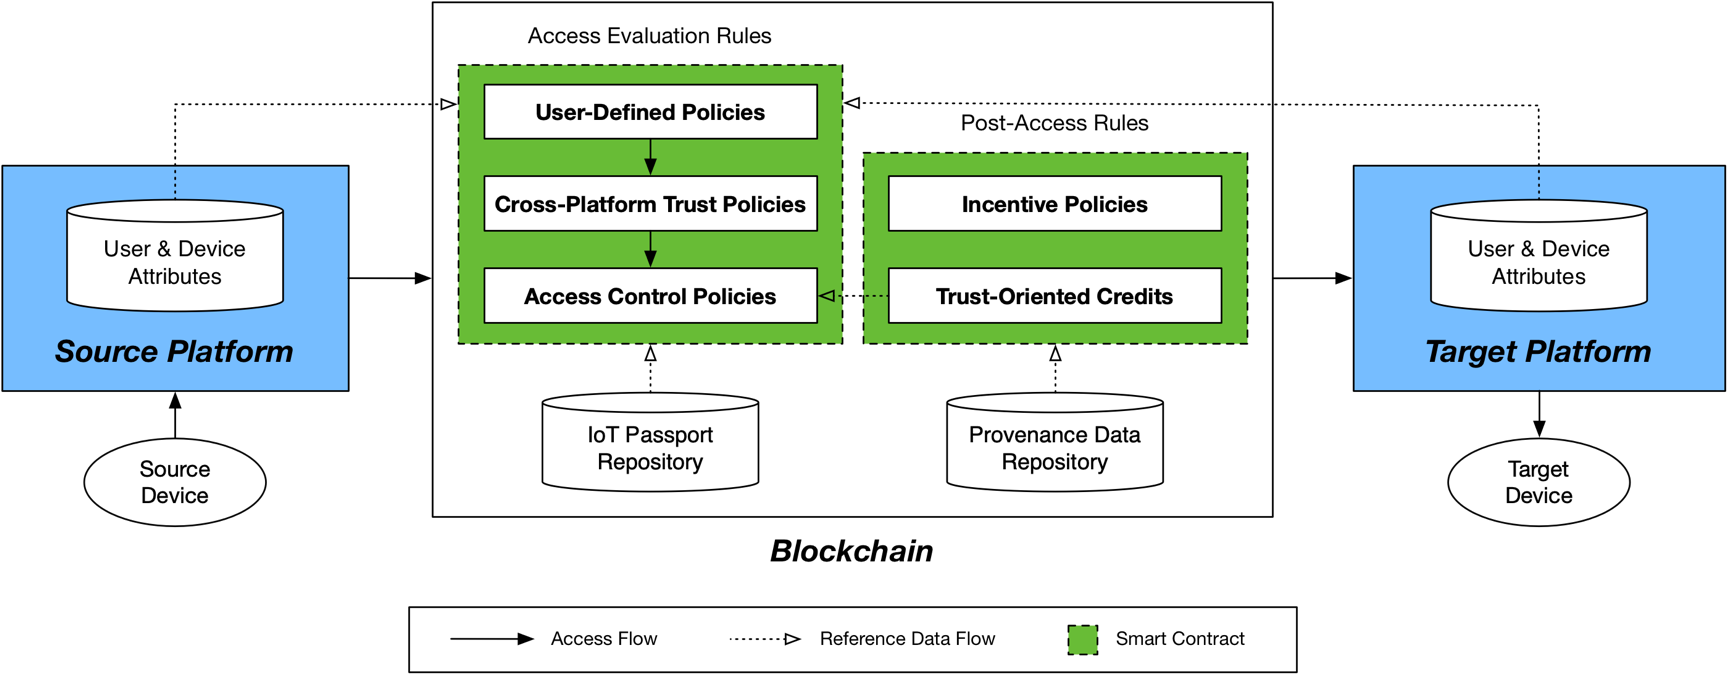 Access Evaluation Rules
User-Defined Policies
Cross-Platform Trust Policies
Access Control Policies
Post-Access Rules
Incentive Policies
Trust-Oriented Credits
User & Device
Attributes
Source Platform
Source
Device
IoT Passport
Repository
Provenance Data
Repository
User & Device
Attributes
Target Platform
Target
Device
Blockchain
Access Flow
Reference Data Flow
Smart Contract